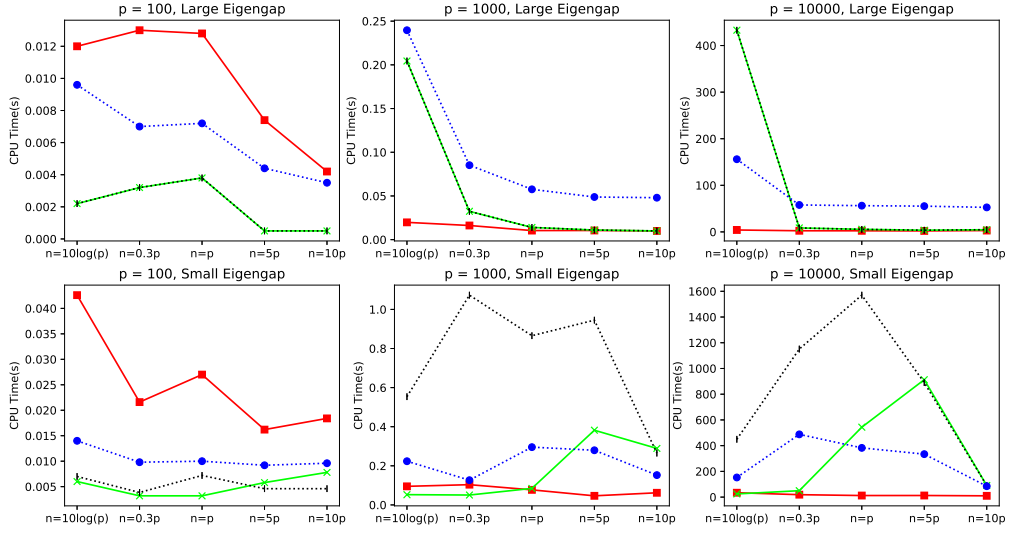 p = 100, Large Eigengap
CPU Time(s)
0.012
0.010
0.008
0.006
0.004
0.002
0.000
n=10log(p) n=0.3p n=p n=5p n=10p
p = 1000, Large Eigengap
CPU Time(s)
0.25
0.20
0.15
0.10
0.05
0.00
n=10log(p) n=0.3p n=p n=5p n=10p
p = 10000, Large Eigengap
CPU Time(s)
400
300
200
100
0
n=10log(p) n=0.3p n=p n=5p n=10p
p = 100, Small Eigengap
CPU Time(s)
0.040
0.035
0.030
0.025
0.020
0.015
0.010
0.005
n=10log(p) n=0.3p n=p n=5p n=10p
p = 1000, Small Eigengap
CPU Time(s)
1.0
0.8
0.6
0.4
0.2
0.0
n=10log(p) n=0.3p n=p n=5p n=10p
p = 10000, Small Eigengap
CPU Time(s)
1600
1400
1200
1000
800
600
400
200
0
n=10log(p) n=0.3p n=p n=5p n=10p